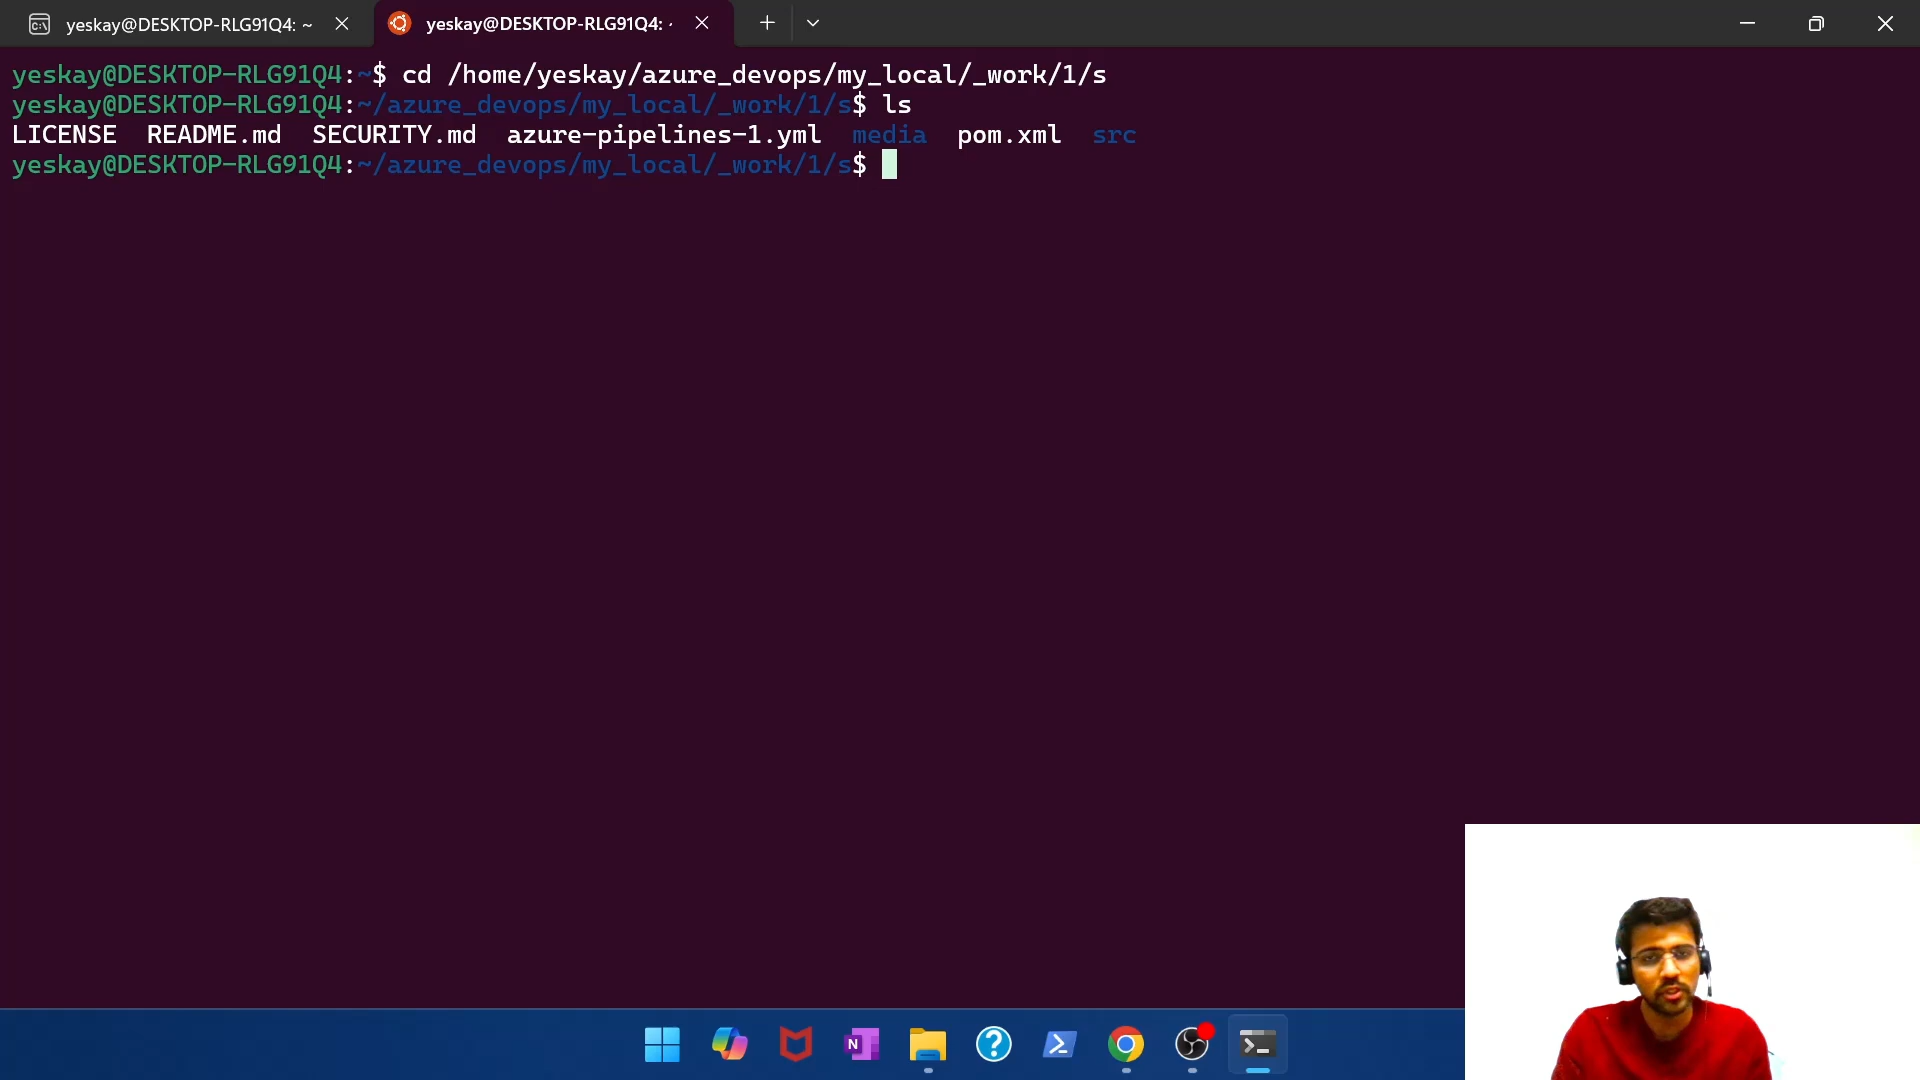 yeskay@DESKTOP-RLG91Q4: ~
yeskay@DESKTOP-RLG91Q4: ~
yeskay@DESKTOP-RLG91Q4:~$ cd /home/yeskay/azure_devops/my_local/_work/1/s
yeskay@DESKTOP-RLG91Q4:~/azure_devops/my_local/_work/1/s$ ls
LICENSE  README.md  SECURITY.md  azure-pipelines-1.yml  media  pom.xml  src
yeskay@DESKTOP-RLG91Q4:~/azure_devops/my_local/_work/1/s$